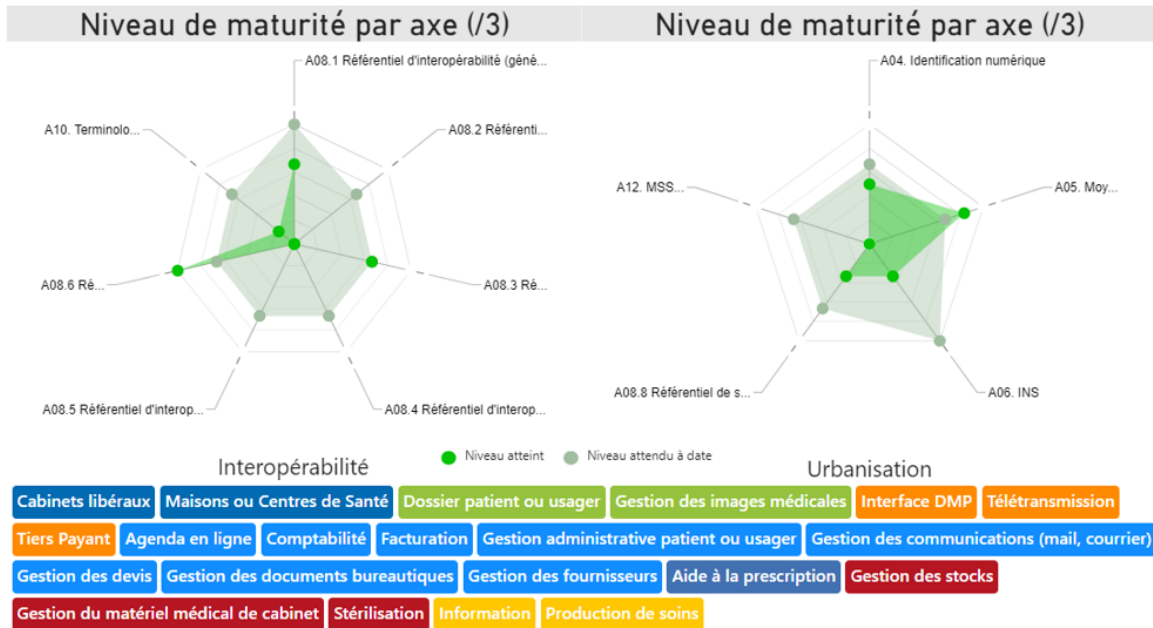 Niveau de maturité par axe (/3)
Niveau de maturité par axe (/3)
A08.1 Référentiel d'interopérabilité (géné...
A10. Terminolo...
A08.2 Référenti...
A08.6 Ré...
A08.3 Ré...
A08.5 Référentiel d'interop...
A08.4 Référentiel d'interop...
A04. Identification numérique
A12. MSS...
A05. Moy...
A08.8 Référentiel de s...
A06. INS
Interopérabilité
Niveau atteint
Niveau attendu à date
Urbanisation
Cabinets libéraux Maisons ou Centres de Santé Dossier patient ou usager Gestion des images médicales Interface DMP Télétransmission
Tiers Payant Agenda en ligne Comptabilité Facturation Gestion administrative patient ou usager Gestion des communications (mail, courrier)
Gestion des devis Gestion des documents bureautiques Gestion des fournisseurs Aide à la prescription Gestion des stocks
Gestion du matériel médical de cabinet Stérilisation Information Production de soins